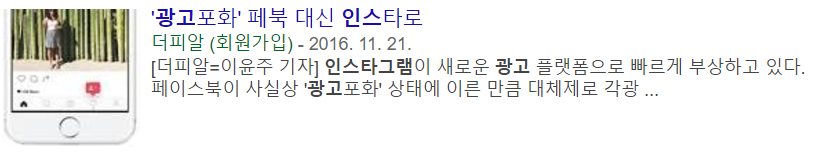 '광고포화' 페북 대신 인스타로
더피알 (회원가입) - 2016. 11. 21.
[더피알=이윤주 기자] 인스타그램이 새로운 광고 플랫폼으로 빠르게 부상하고 있다.
페이스북이 사실상 '광고포화' 상태에 이른 만큼 대체제로 각광 ...